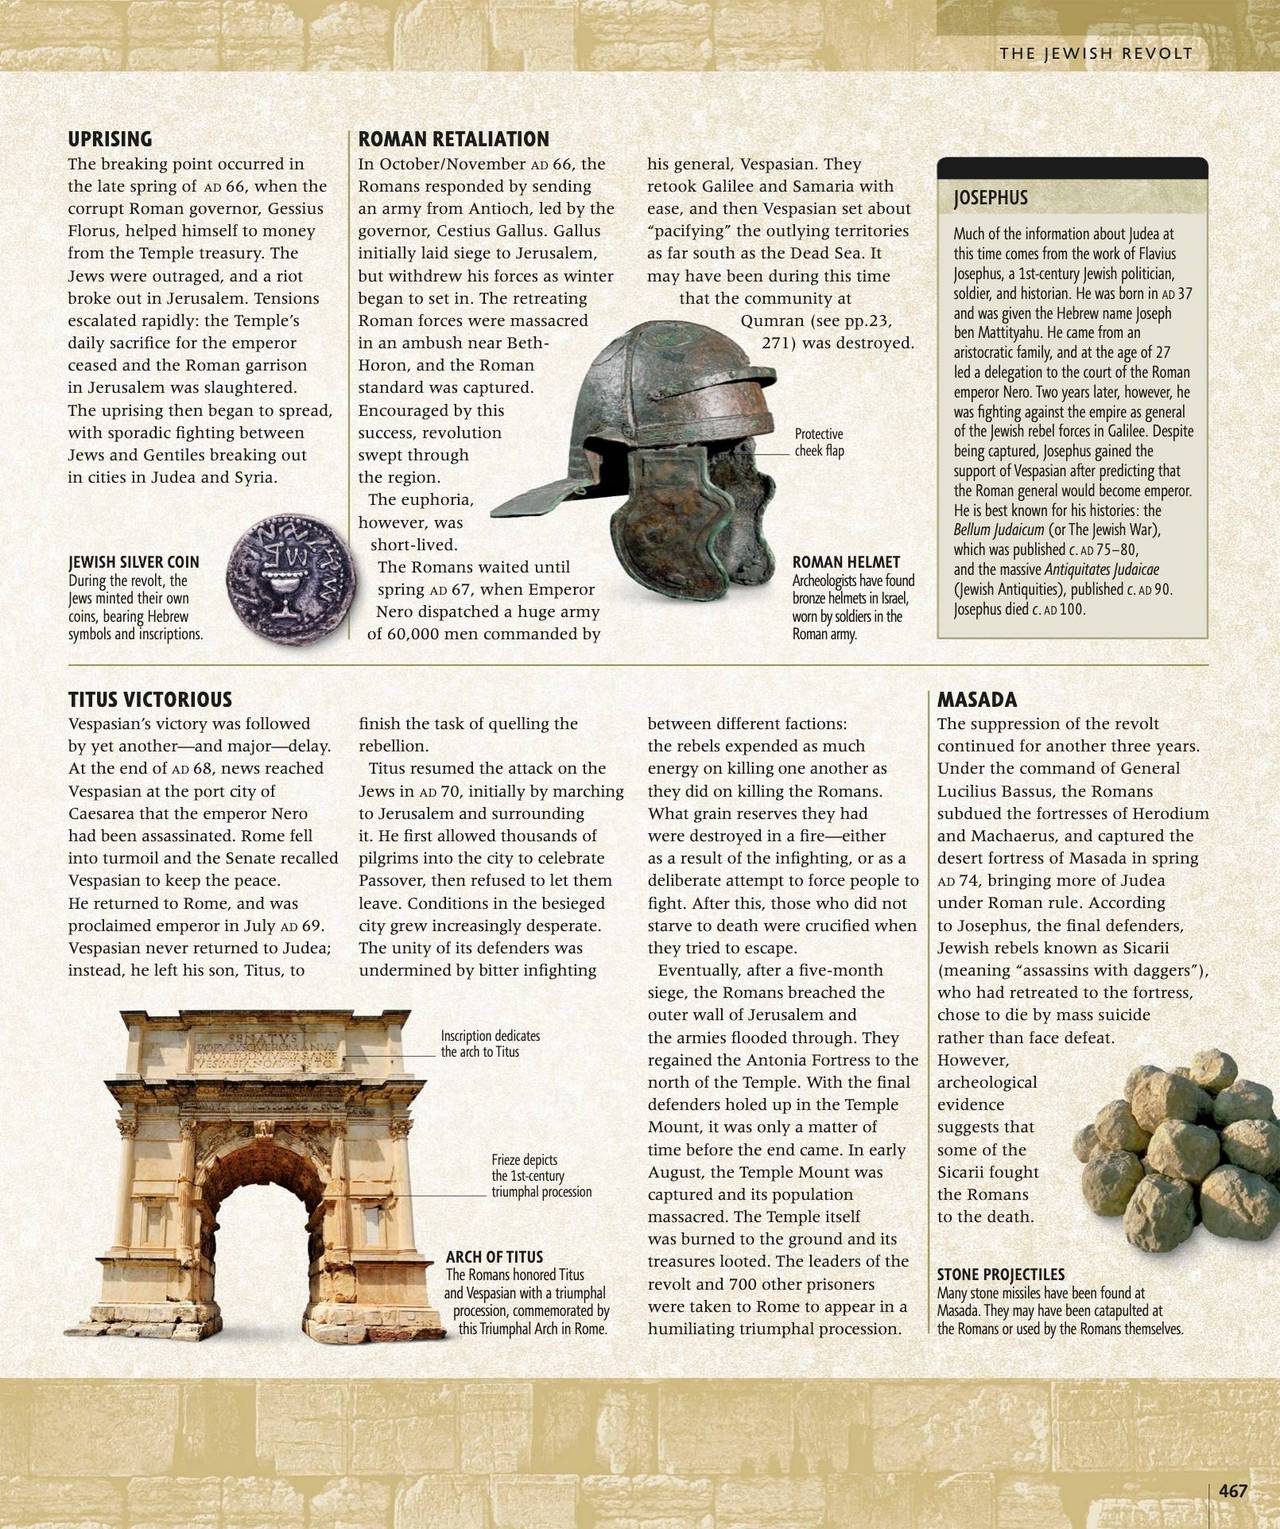 THE JEWISH REVOLT
UPRISING
The breaking point occurred in
the late spring of AD 66, when the
corrupt Roman governor, Gessius
Florus, helped himself to money
from the Temple treasury. The
Jews were outraged, and a riot
broke out in Jerusalem. Tensions
escalated rapidly: the Temple's
daily sacrifice for the emperor
ceased and the Roman garrison
in Jerusalem was slaughtered.
The uprising then began to spread,
with sporadic fighting between
Jews and Gentiles breaking out
in cities in Judea and Syria.
JEWISH SILVER COIN
During the revolt, the
Jews minted their own
coins, bearing Hebrew
symbols and inscriptions.
ROMAN RETALIATION
In October/November AD 66, the
Romans responded by sending
an army from Antioch, led by the
governor, Cestius Gallus. Gallus
initially laid siege to Jerusalem,
but withdrew his forces as winter
began to set in. The retreating
Roman forces were massacred
in an ambush near Beth-
Horon, and the Roman
standard was captured.
Encouraged by this
success, revolution
swept through
the region.
The euphoria,
however, was
short-lived.
The Romans waited until
spring AD 67, when Emperor
Nero dispatched a huge army
of 60,000 men commanded by
his general, Vespasian. They
retook Galilee and Samaria with
ease, and then Vespasian set about
“pacifying” the outlying territories
as far south as the Dead Sea. It
may have been during this time
that the community at
Qumran (see pp.23,
271) was destroyed.
Protective
cheek flap
ROMAN HELMET
Archeologists have found
bronze helmets in Israel,
worn by soldiers in the
Roman army.
JOSEPHUS
Much of the information about Judea at
this time comes from the work of Flavius
Josephus, a 1st-century Jewish politician,
soldier, and historian. He was born in AD 37
and was given the Hebrew name Joseph
ben Mattityahu. He came from an
aristocratic family, and at the age of 27
led a delegation to the court of the Roman
emperor Nero. Two years later, however, he
was fighting against the empire as general
of the Jewish rebel forces in Galilee. Despite
being captured, Josephus gained the
support of Vespasian after predicting that
the Roman general would become emperor.
He is best known for his histories: the
Bellum Judaicum (or The Jewish War),
which was published c. AD 75–80,
and the massive Antiquitates Judaicae
(Jewish Antiquities), published c. AD 90.
Josephus died c. AD 100.
TITUS VICTORIOUS
Vespasian's victory was followed
by yet another—and major—delay.
At the end of AD 68, news reached
Vespasian at the port city of
Caesarea that the emperor Nero
had been assassinated. Rome fell
into turmoil and the Senate recalled
Vespasian to keep the peace.
He returned to Rome, and was
proclaimed emperor in July AD 69.
Vespasian never returned to Judea;
instead, he left his son, Titus, to
finish the task of quelling the
rebellion.
Titus resumed the attack on the
Jews in AD 70, initially by marching
to Jerusalem and surrounding
it. He first allowed thousands of
pilgrims into the city to celebrate
Passover, then refused to let them
leave. Conditions in the besieged
city grew increasingly desperate.
The unity of its defenders was
undermined by bitter infighting
between different factions:
the rebels expended as much
energy on killing one another as
they did on killing the Romans.
What grain reserves they had
were destroyed in a fire—either
as a result of the infighting, or as a
deliberate attempt to force people to
fight. After this, those who did not
starve to death were crucified when
they tried to escape.
Eventually, after a five-month
siege, the Romans breached the
outer wall of Jerusalem and
the armies flooded through. They
regained the Antonia Fortress to the
north of the Temple. With the final
defenders holed up in the Temple
Mount, it was only a matter of
time before the end came. In early
August, the Temple Mount was
captured and its population
massacred. The Temple itself
was burned to the ground and its
treasures looted. The leaders of the
revolt and 700 other prisoners
were taken to Rome to appear in a
humiliating triumphal procession.
SENATVS
Inscription dedicates
the arch to Titus
Frieze depicts
the 1st-century
triumphal procession
ARCH OF TITUS
The Romans honored Titus
and Vespasian with a triumphal
procession, commemorated by
this Triumphal Arch in Rome.
MASADA
The suppression of the revolt
continued for another three years.
Under the command of General
Lucilius Bassus, the Romans
subdued the fortresses of Herodium
and Machaerus, and captured the
desert fortress of Masada in spring
AD 74, bringing more of Judea
under Roman rule. According
to Josephus, the final defenders,
Jewish rebels known as Sicarii
(meaning “assassins with daggers”),
who had retreated to the fortress,
chose to die by mass suicide
rather than face defeat.
However,
archeological
evidence
suggests that
some of the
Sicarii fought
the Romans
to the death.
STONE PROJECTILES
Many stone missiles have been found at
Masada. They may have been catapulted at
the Romans or used by the Romans themselves.
467